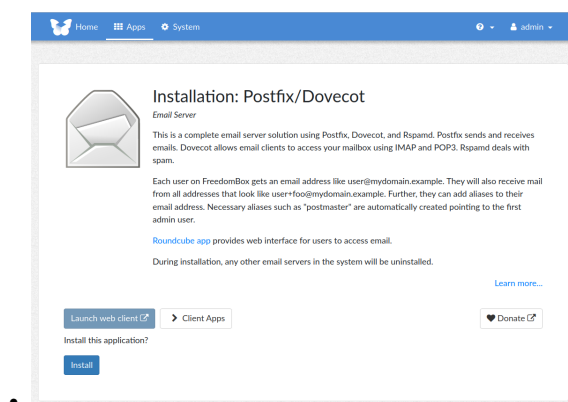 Home Apps System admin
Installation: Postfix/Dovecot
Email Server
This is a complete email server solution using Postfix, Dovecot, and Rspamd. Postfix sends and receives
emails. Dovecot allows email clients to access your mailbox using IMAP and POP3. Rspamd deals with
spam.
Each user on FreedomBox gets an email address like user@mydomain.example. They will also receive mail
from all addresses that look like user+foo@mydomain.example. Further, they can add aliases to their
email address. Necessary aliases such as "postmaster" are automatically created pointing to the first
admin user.
Roundcube app provides web interface for users to access email.
During installation, any other email servers in the system will be uninstalled.
Learn more...
Launch web client Client Apps Donate
Install this application?
Install